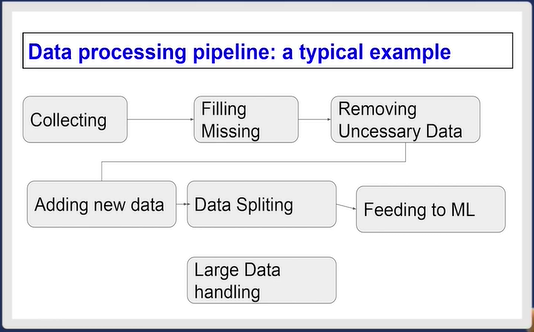 Data processing pipeline: a typical example
Collecting
Filling
Missing
Removing
Uncessary Data
Adding new data
Data Spliting
Feeding to ML
Large Data
handling